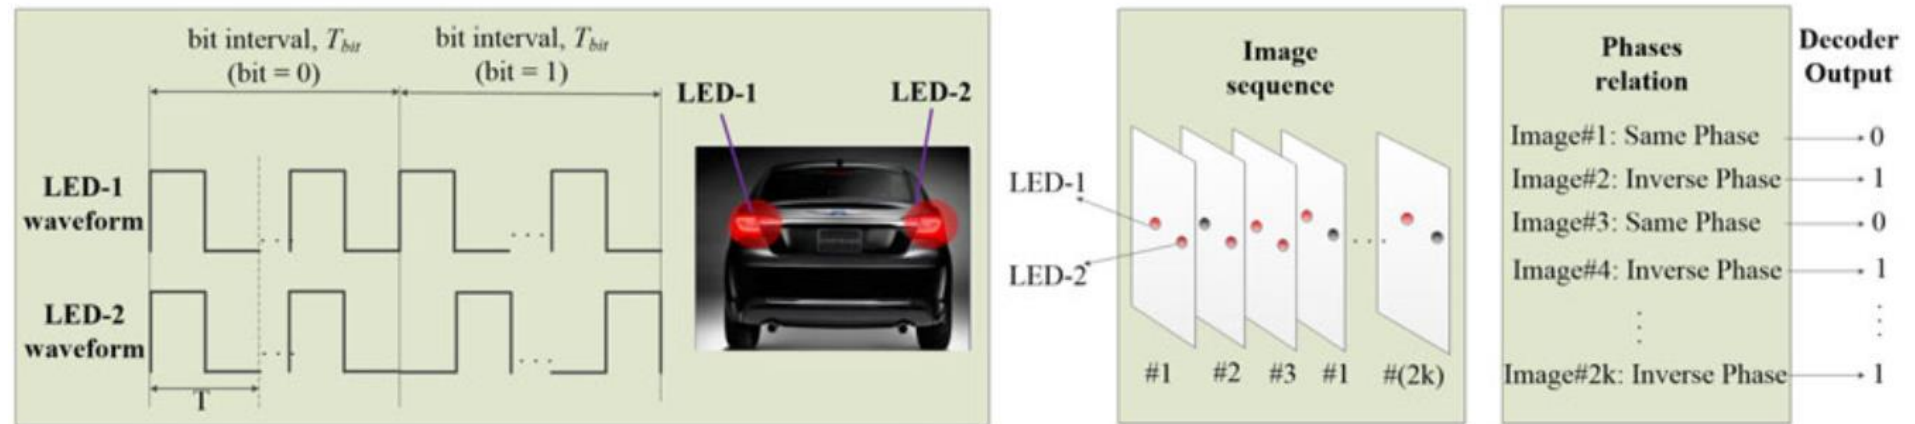 bit interval, Tbit
(bit = 0)
bit interval, Tbit
(bit = 1)
LED-1
LED-2
LED-1
waveform
. . .
. . .
LED-2
waveform
. . .
. . .
T
Image
sequence
LED-1
LED-2
. . .
#1
#2
#3
#1
#(2k)
Phases
relation
Decoder
Output
Image#1: Same Phase
0
Image#2: Inverse Phase
1
Image#3: Same Phase
0
Image#4: Inverse Phase
1
Image#2k: Inverse Phase
1